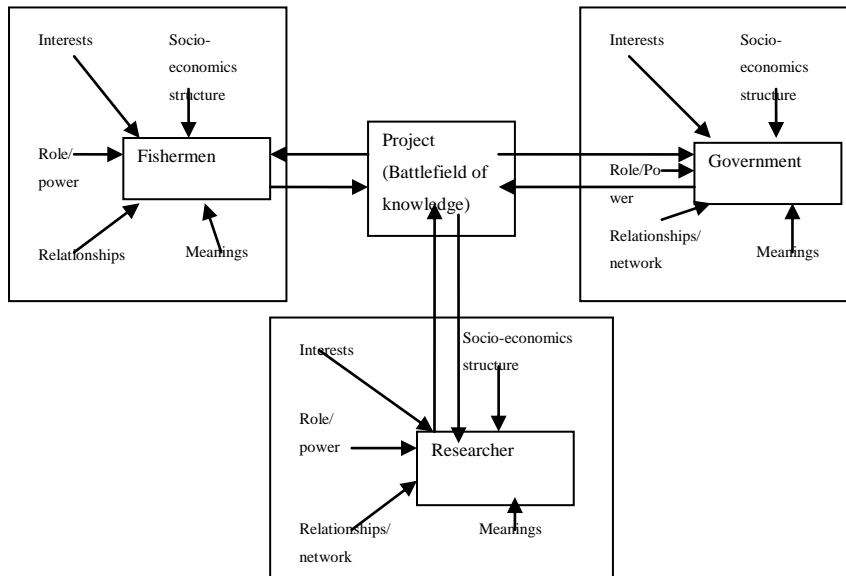 Interests
Socio-
economics
structure
Role/
power
Fishermen
Relationships
Meanings
Project
(Battlefield of
knowledge)
Interests
Socio-
economics
structure
Role/Po
wer
Government
Relationships/
network
Meanings
Interests
Socio-economics
structure
Role/
power
Researcher
Relationships/
network
Meanings